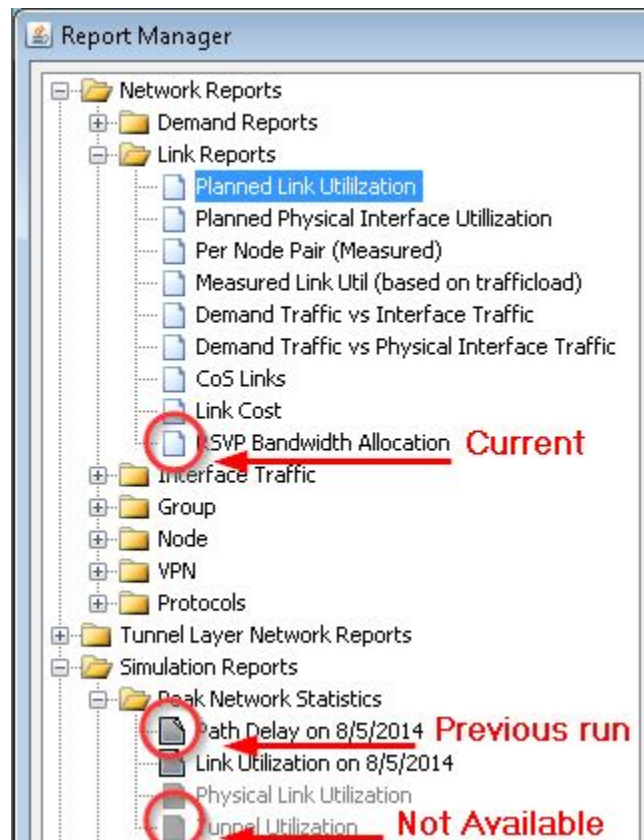 Report Manager
Network Reports
Demand Reports
Link Reports
Planned Link Utililzation
Planned Physical Interface Utillization
Per Node Pair (Measured)
Measured Link Util (based on trafficload)
Demand Traffic vs Interface Traffic
Demand Traffic vs Physical Interface Traffic
CoS Links
Link Cost
RSVP Bandwidth Allocation Current
Interface Traffic
Group
Node
VPN
Protocols
Tunnel Layer Network Reports
Simulation Reports
Peak Network Statistics
Path Delay on 8/5/2014 Previous run
Link Utilization on 8/5/2014
Physical Link Utilization
Tunnel Utilization Not Available